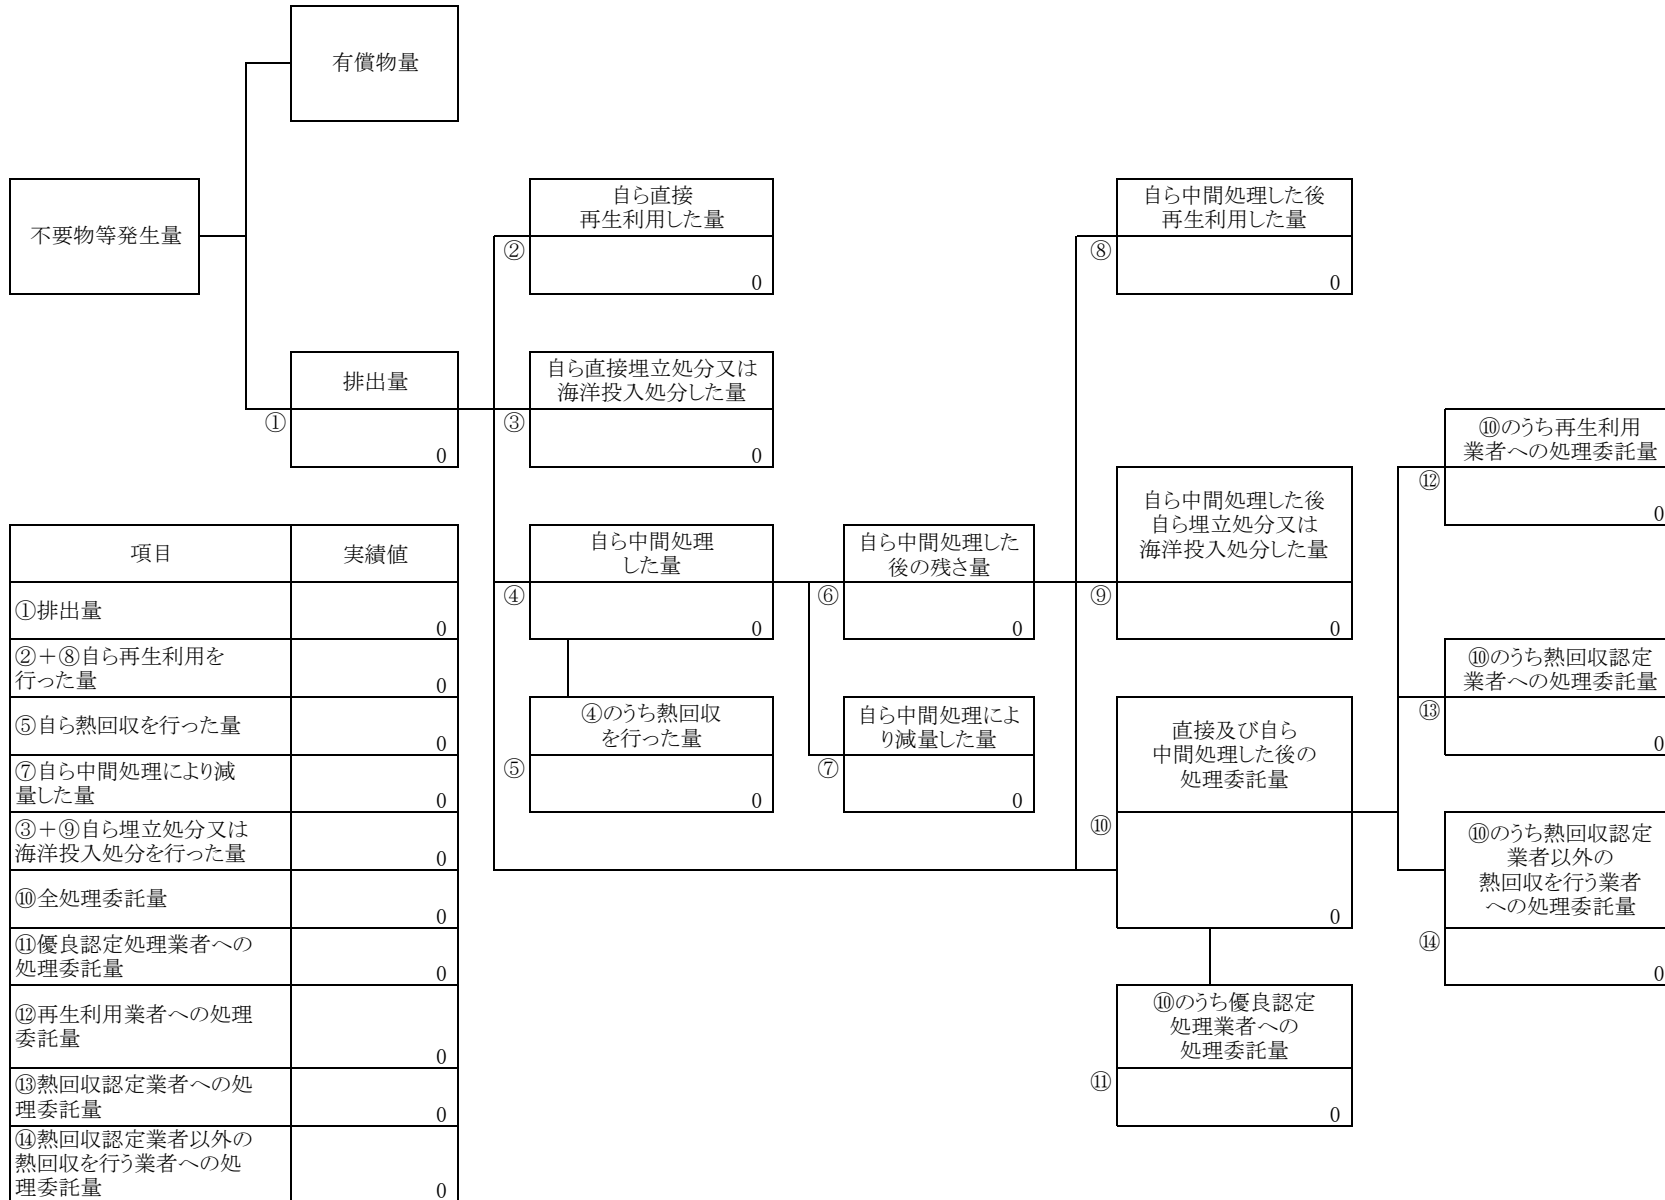 有償物量
不要物等発生量
自ら直接
再生利用した量
②
0
自ら中間処理した後
再生利用した量
⑧
0
排出量
①
0
自ら直接埋立処分又は
海洋投入処分した量
③
0
⑩のうち再生利用
業者への処理委託量
⑫
0
自ら中間処理した後
自ら埋立処分又は
海洋投入処分した量
⑨
0
自ら中間処理
した量
④
0
自ら中間処理した
後の残さ量
⑥
0
⑩のうち熱回収認定
業者への処理委託量
⑬
0
④のうち熱回収
を行った量
⑤
0
自ら中間処理によ
り減量した量
⑦
0
直接及び自ら
中間処理した後の
処理委託量
⑩
0
⑩のうち熱回収認定
業者以外の
熱回収を行う業者
への処理委託量
⑭
0
⑩のうち優良認定
処理業者への
処理委託量
⑪
0
項目 実績値
①排出量
0
②+⑧自ら再生利用を
行った量
0
⑤自ら熱回収を行った量
0
⑦自ら中間処理により減
量した量
0
③+⑨自ら埋立処分又は
海洋投入処分を行った量
0
⑩全処理委託量
0
⑪優良認定処理業者への
処理委託量
0
⑫再生利用業者への処理
委託量
0
⑬熱回収認定業者への処
理委託量
0
⑭熱回収認定業者以外の
熱回収を行う業者への処
理委託量
0